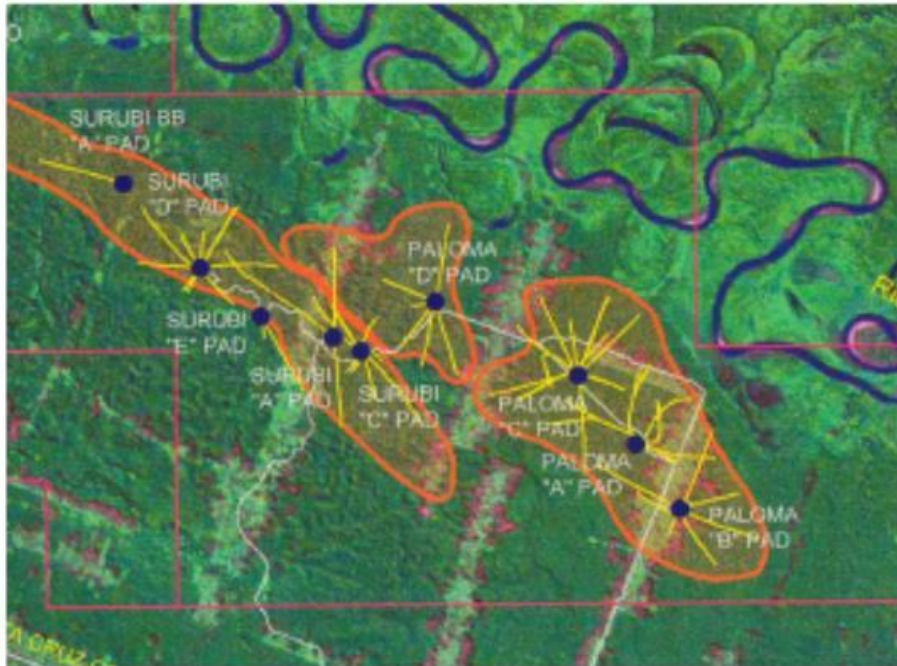 SURUBI BB
"A" PAD
SURUBI
"D" PAD
PALOMA
"D" PAD
SURUBI
"E" PAD
SURUBI
"A" PAD
SURUBI
"C" PAD
PALOMA
"C" PAD
PALOMA
"A" PAD
PALOMA
"B" PAD